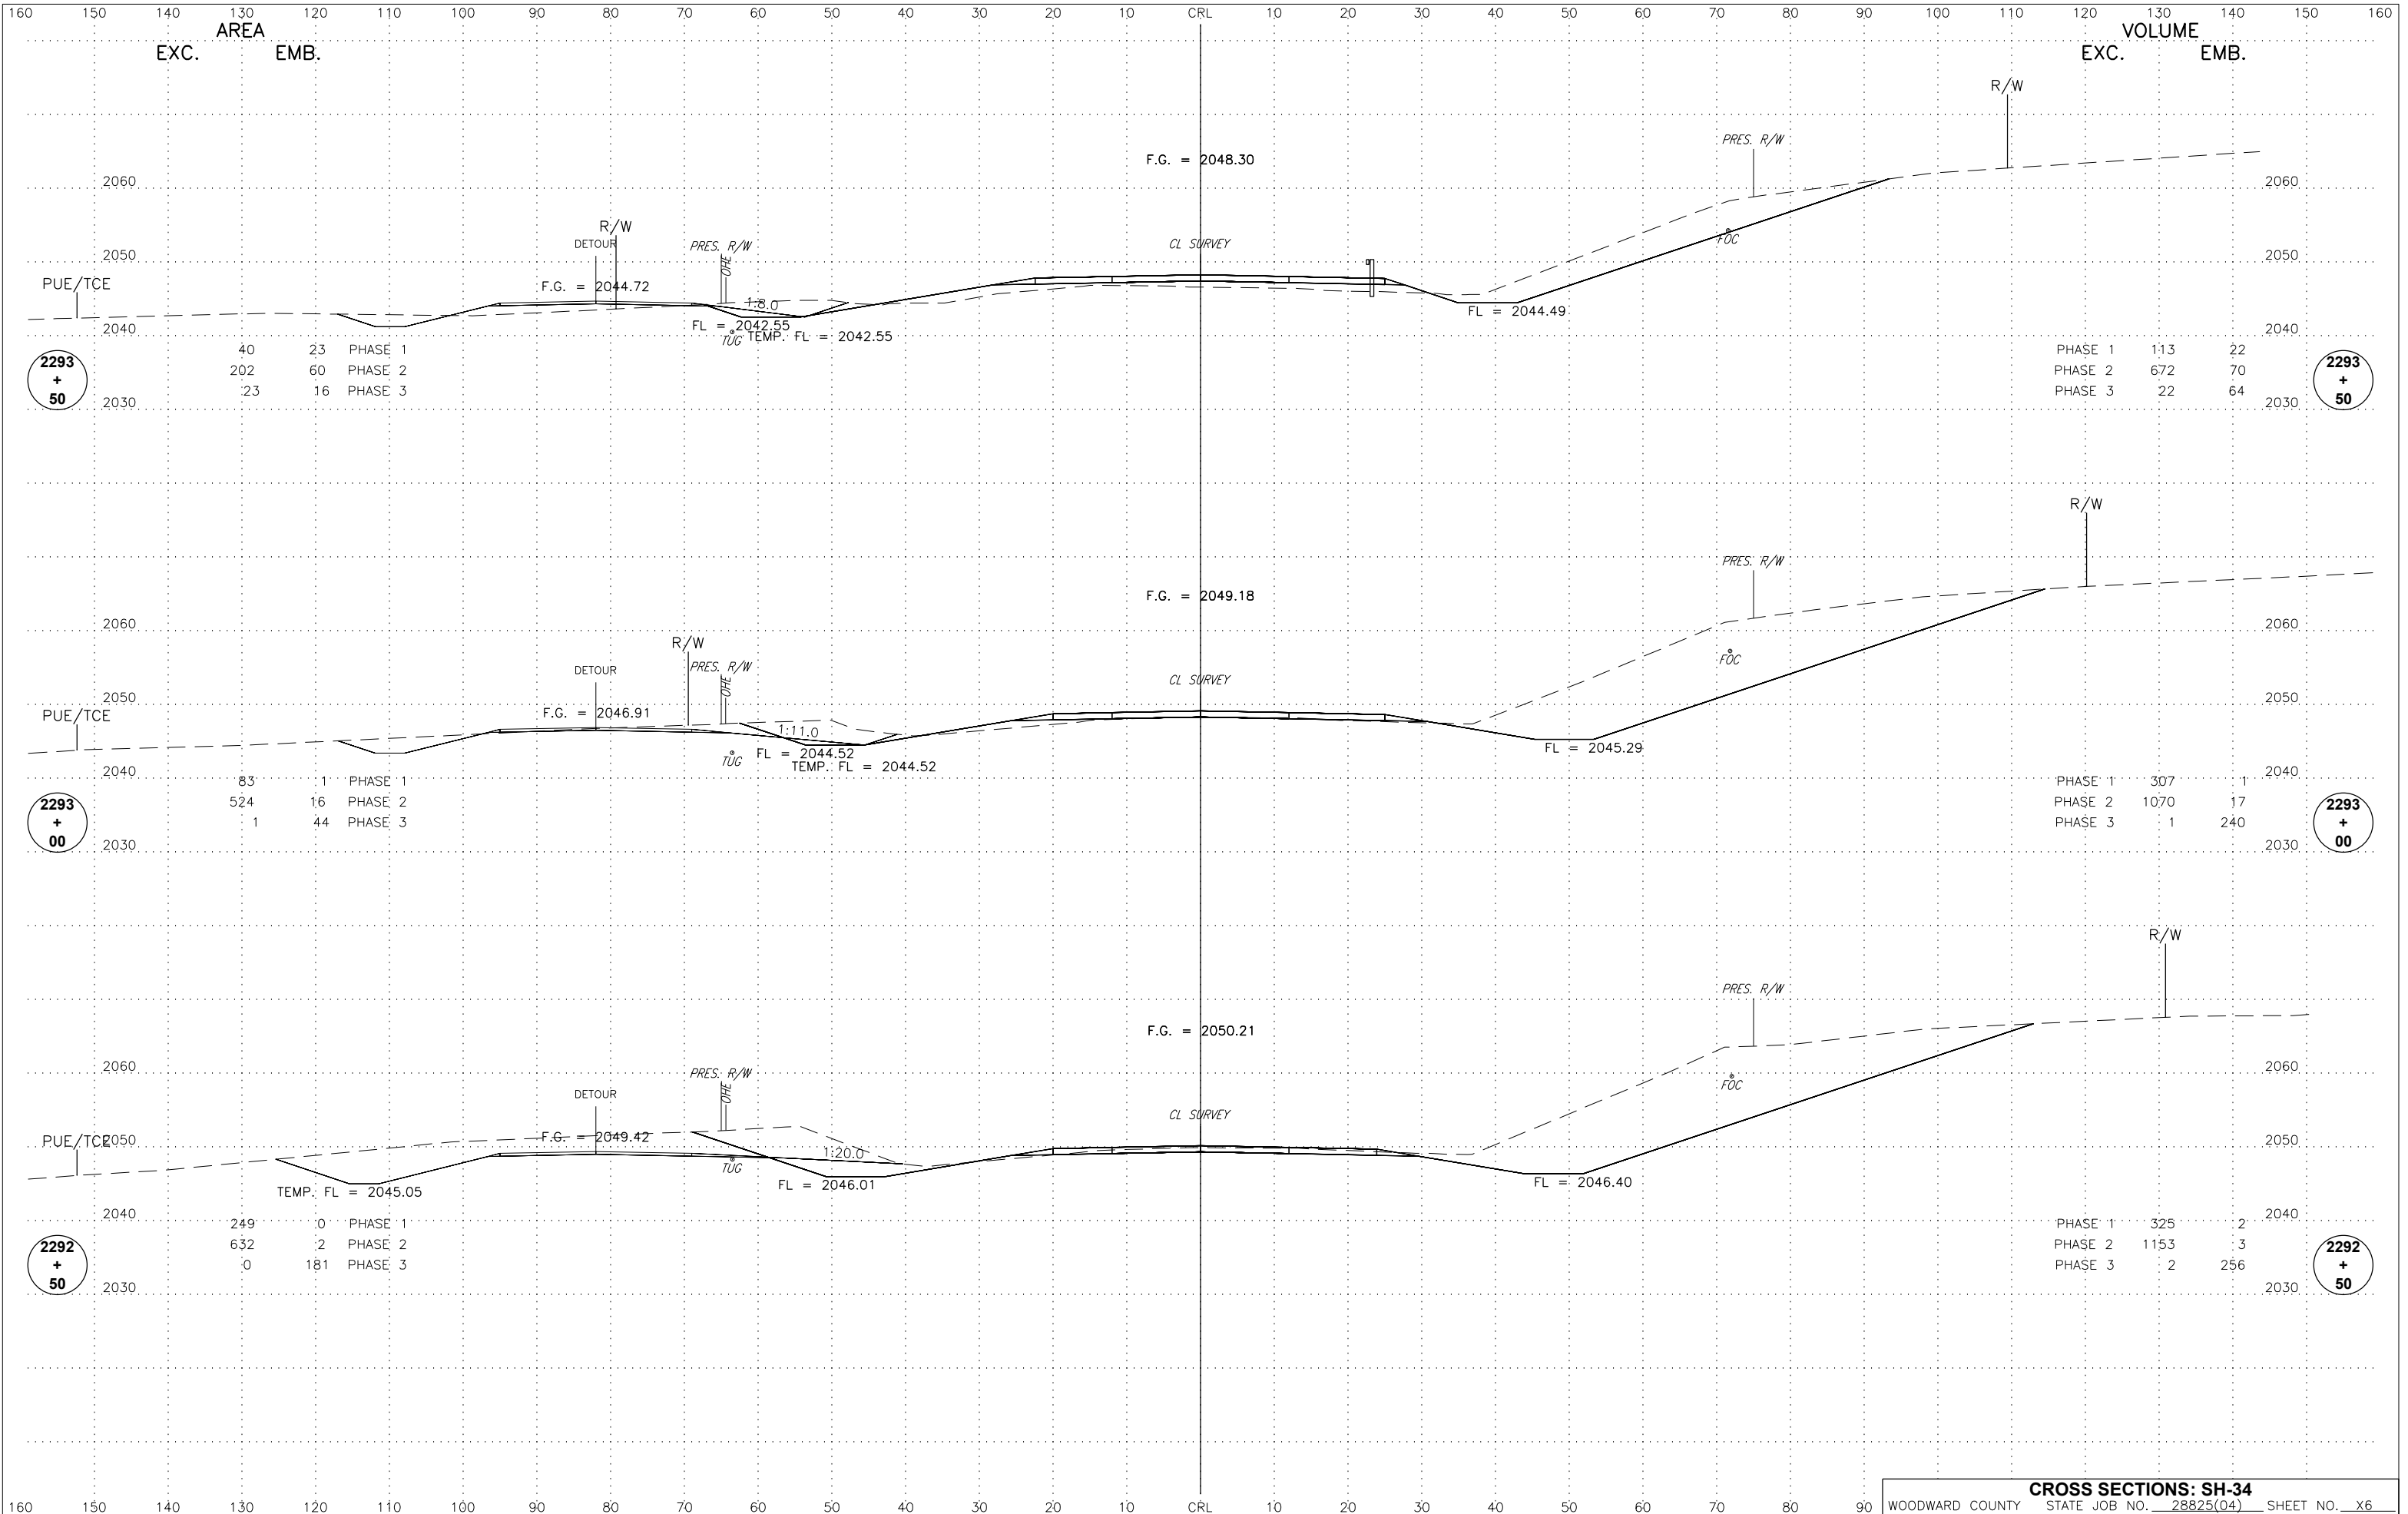 160 150 140 130 120 110 100 90 80 70 60 50 40 30 20 10 CRL 10 20 30 40 50 60 70 80 90 100 110 120 130 140 150 160
AREA
EXC. EMB.
VOLUME
EXC. EMB.
R/W
PRES. R/W
F.G. = 2048.30
2060 2060
R/W
DETOUR
PRES. R/W
OHE
CL SURVEY
FOC
2050 2050
PUE/TCE
F.G. = 2044.72
1:8.0
FL = 2044.49
FL = 2042.55
TUG
TEMP. FL = 2042.55
2040 2040
40 23 PHASE 1
202 60 PHASE 2
23 16 PHASE 3
PHASE 1 113 22
PHASE 2 672 70
PHASE 3 22 64
2293 + 50
2293 + 50
2030 2030
R/W
PRES. R/W
F.G. = 2049.18
2060 2060
R/W
DETOUR
PRES. R/W
OHE
CL SURVEY
FOC
2050 2050
PUE/TCE
F.G. = 2046.91
1:11.0
FL = 2045.29
FL = 2044.52
TUG
TEMP. FL = 2044.52
2040 2040
83 1 PHASE 1
524 16 PHASE 2
1 44 PHASE 3
PHASE 1 307 1
PHASE 2 1070 17
PHASE 3 1 240
2293 + 00
2293 + 00
2030 2030
R/W
PRES. R/W
F.G. = 2050.21
2060 2060
DETOUR
PRES. R/W
OHE
CL SURVEY
FOC
2050 2050
PUE/TCE
F.G. = 2049.42
1:20.0
TUG
FL = 2046.01
FL = 2046.40
TEMP. FL = 2045.05
2040 2040
249 0 PHASE 1
632 2 PHASE 2
0 181 PHASE 3
PHASE 1 325 2
PHASE 2 1153 3
PHASE 3 2 256
2292 + 50
2292 + 50
2030 2030
160 150 140 130 120 110 100 90 80 70 60 50 40 30 20 10 CRL 10 20 30 40 50 60 70 80 90
CROSS SECTIONS: SH-34
WOODWARD COUNTY STATE JOB NO. 28825(04) SHEET NO. X6